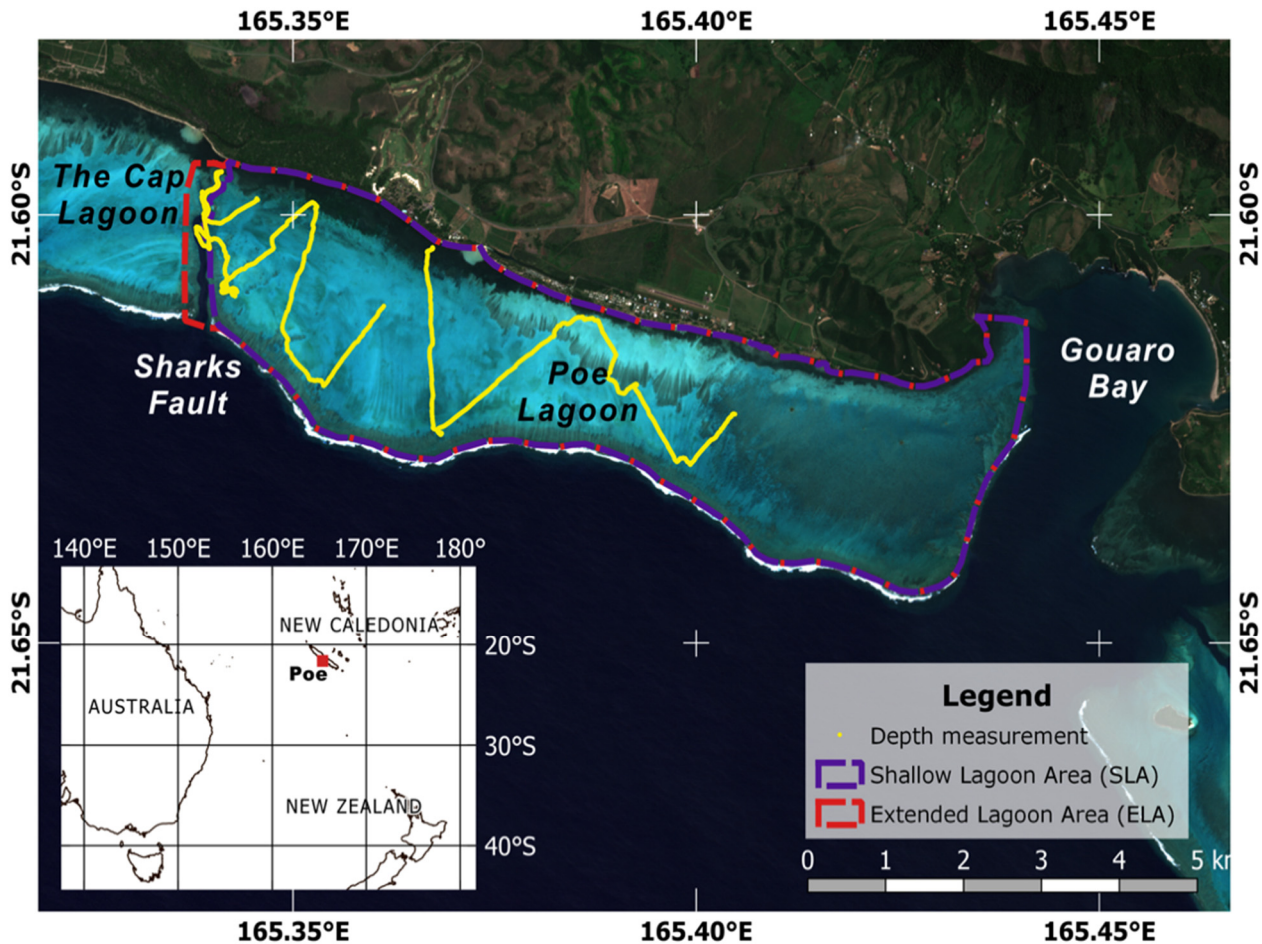 165.35°E 165.40°E 165.45°E
The Cap
Lagoon
21.60°S
21.60°S
Sharks
Fault
Poe
Lagoon
Gouaro
Bay
140°E 150°E 160°E 170°E 180°
NEW CALEDONIA
20°S
Poe
AUSTRALIA
30°S
NEW ZEALAND
40°S
21.65°S
21.65°S
Legend
Depth measurement
Shallow Lagoon Area (SLA)
Extended Lagoon Area (ELA)
0 1 2 3 4 5 km
165.35°E 165.40°E 165.45°E